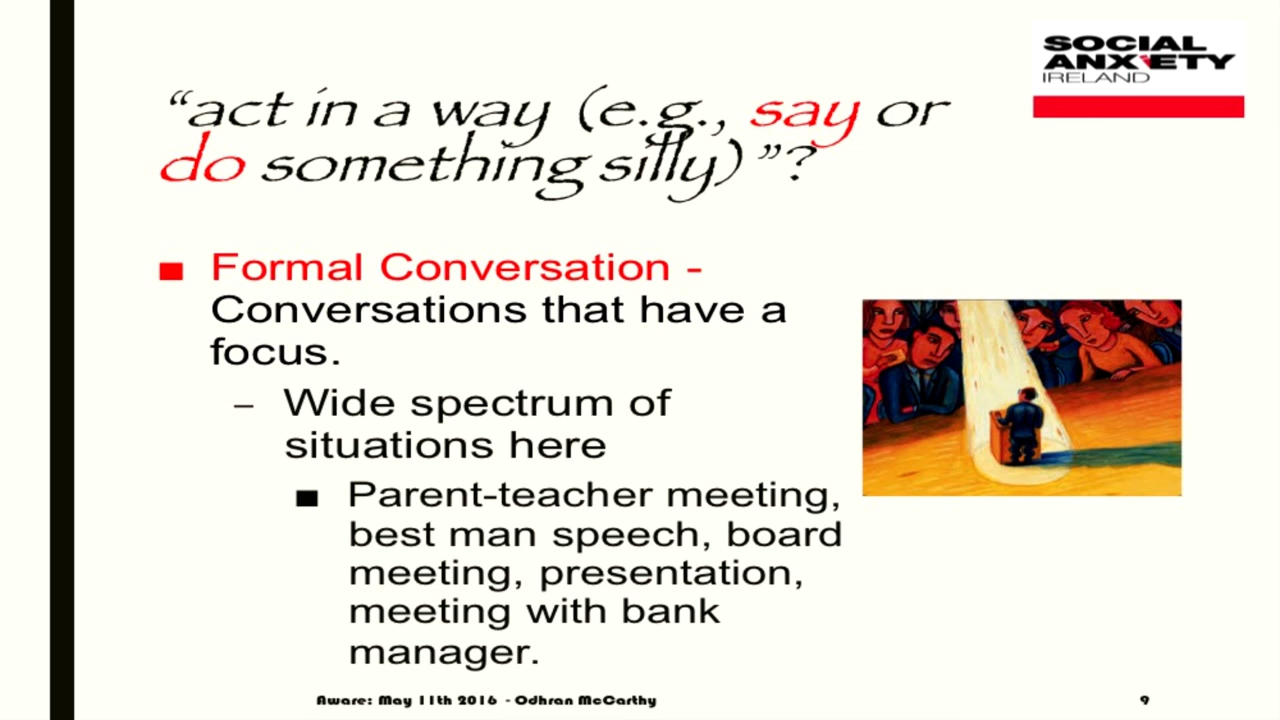 SOCIAL
ANXIETY
IRELAND
“act in a way (e.g., say or
do something silly)”?
■ Formal Conversation -
Conversations that have a
focus.
– Wide spectrum of
situations here
■ Parent-teacher meeting,
best man speech, board
meeting, presentation,
meeting with bank
manager.
Aware: May 11th 2016 - Odhran McCarthy
9